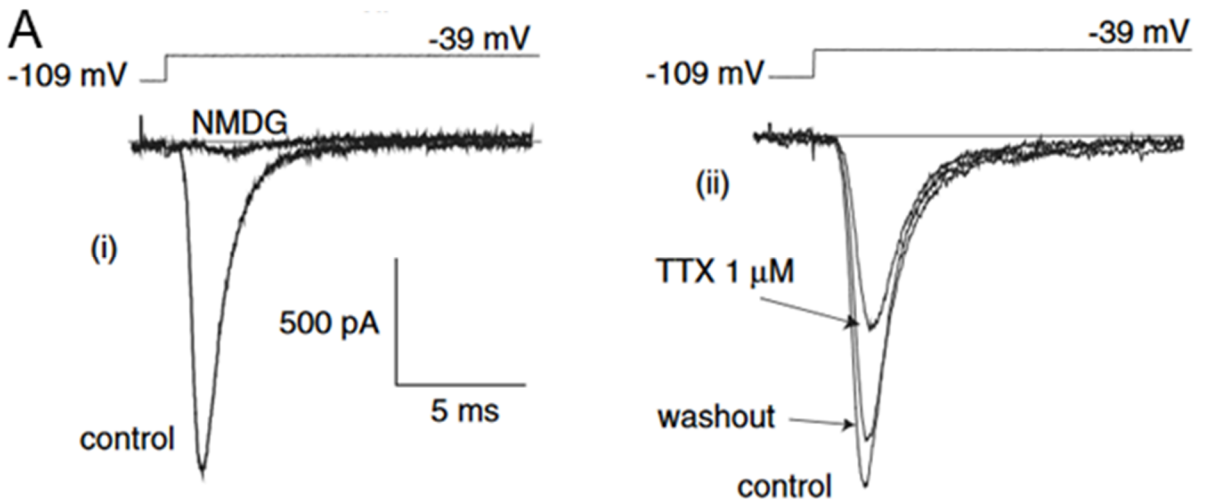 A
-39 mV
-109 mV
NMDG
(i)
500 pA
5 ms
control
-39 mV
-109 mV
(ii)
TTX 1 μM
washout
control